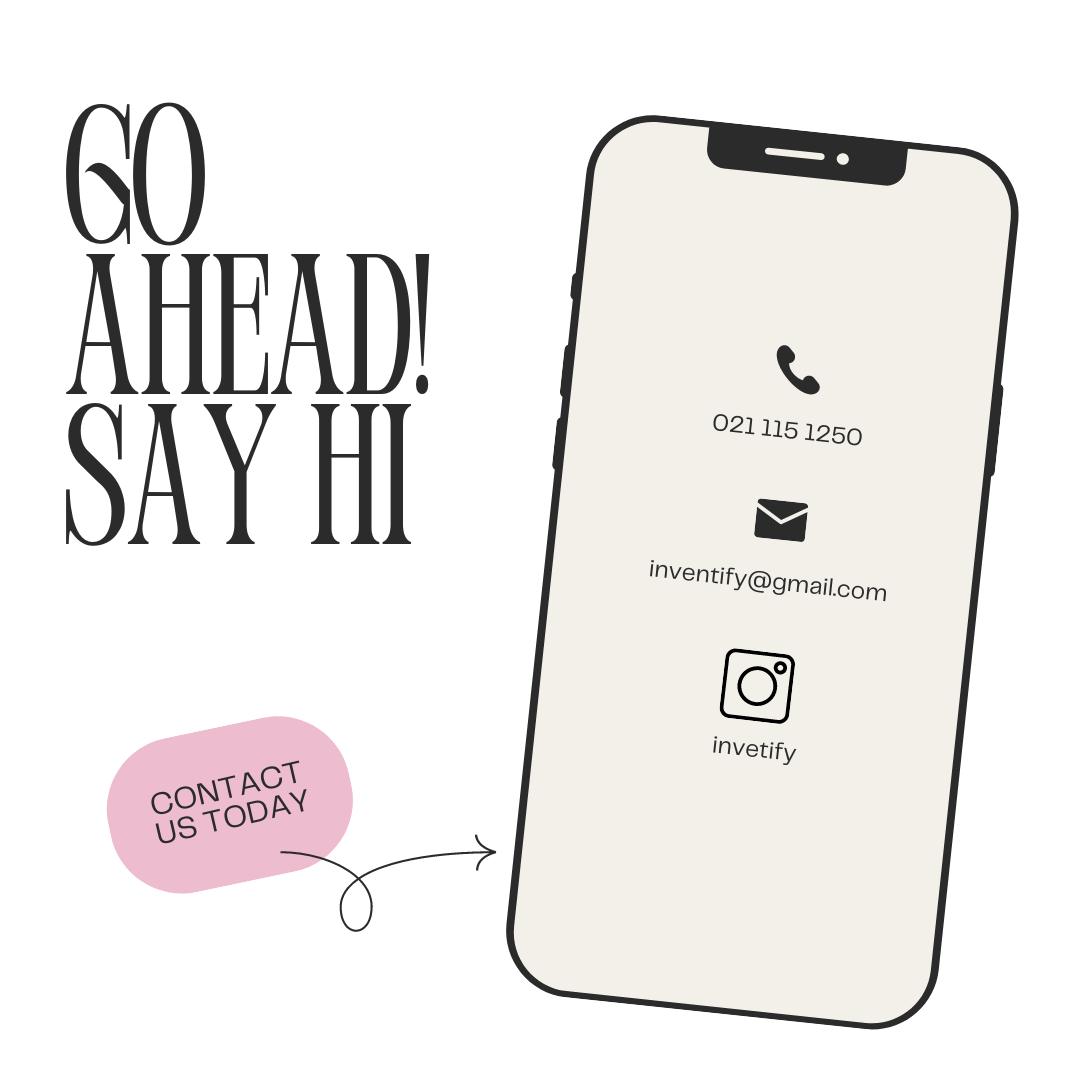 GO
AHEAD!
SAY HI
021 115 1250
inventify@gmail.com
invetify
CONTACT
US TODAY